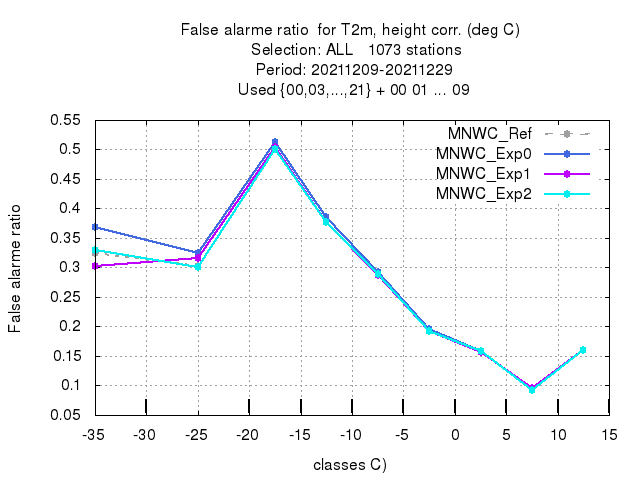 False alarme ratio  for T2m, height corr. (deg C)
Selection: ALL   1073 stations
Period: 20211209-20211229
Used {00,03,...,21} + 00 01 ... 09
MNWC_Ref
MNWC_Exp0
MNWC_Exp1
MNWC_Exp2
False alarme ratio
0.55
0.5
0.45
0.4
0.35
0.3
0.25
0.2
0.15
0.1
0.05
-35 -30 -25 -20 -15 -10 -5 0 5 10 15
classes C)